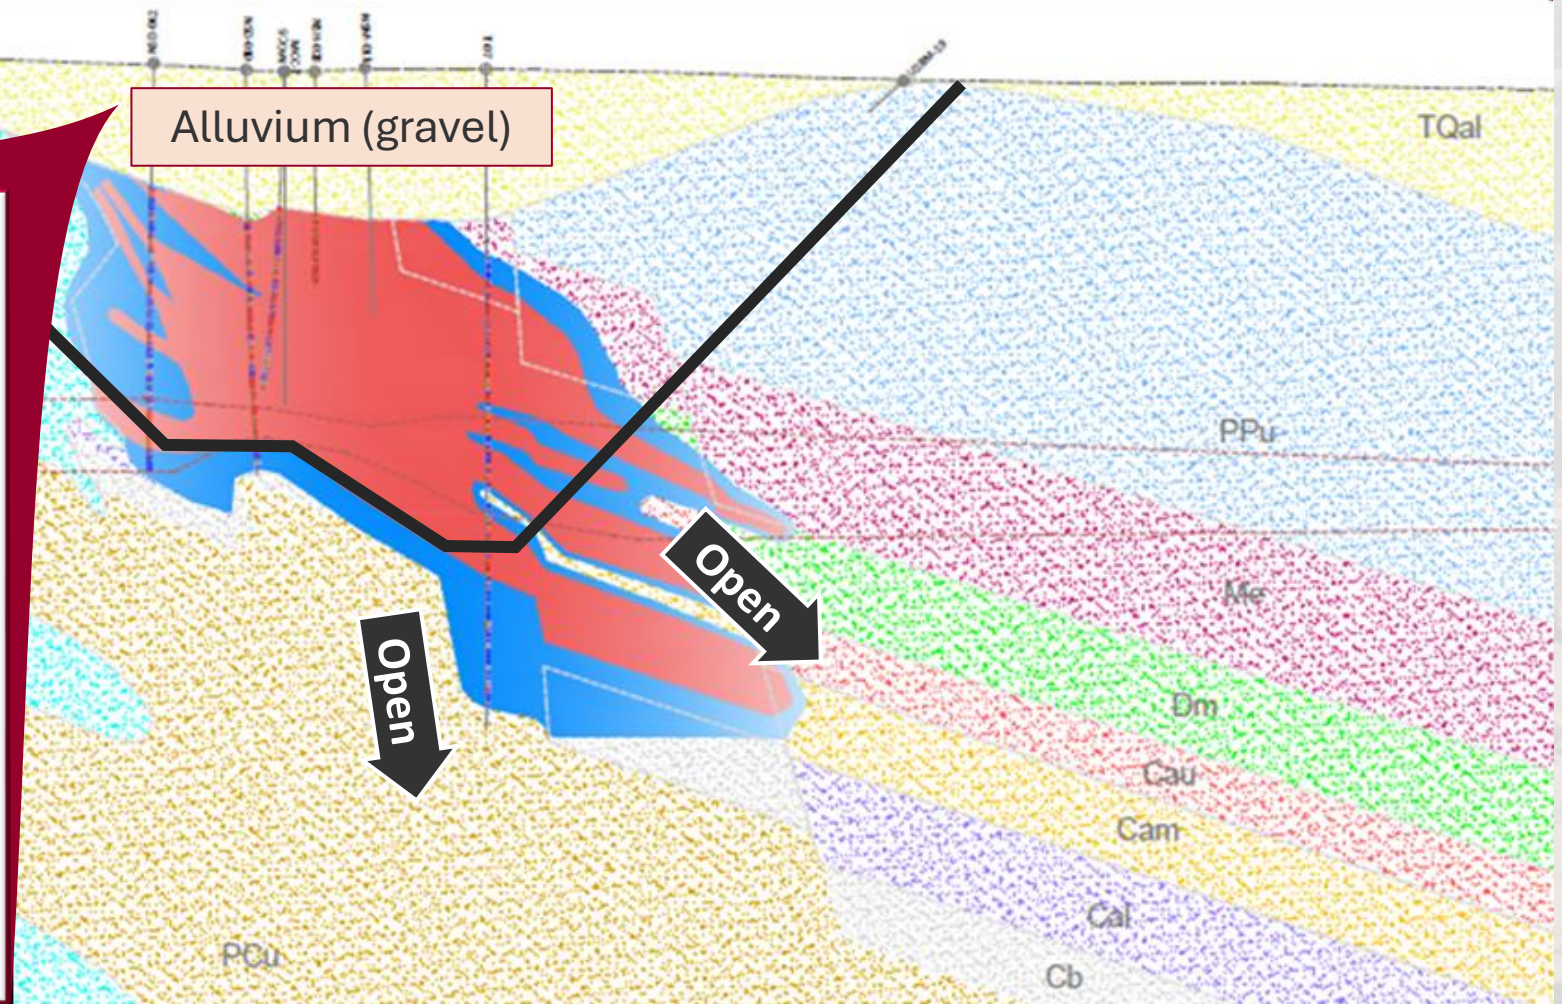 Alluvium (gravel)
TQal
PPu
Open
Me
Open
Dm
Cau
Cam
Cal
PCu
Cb